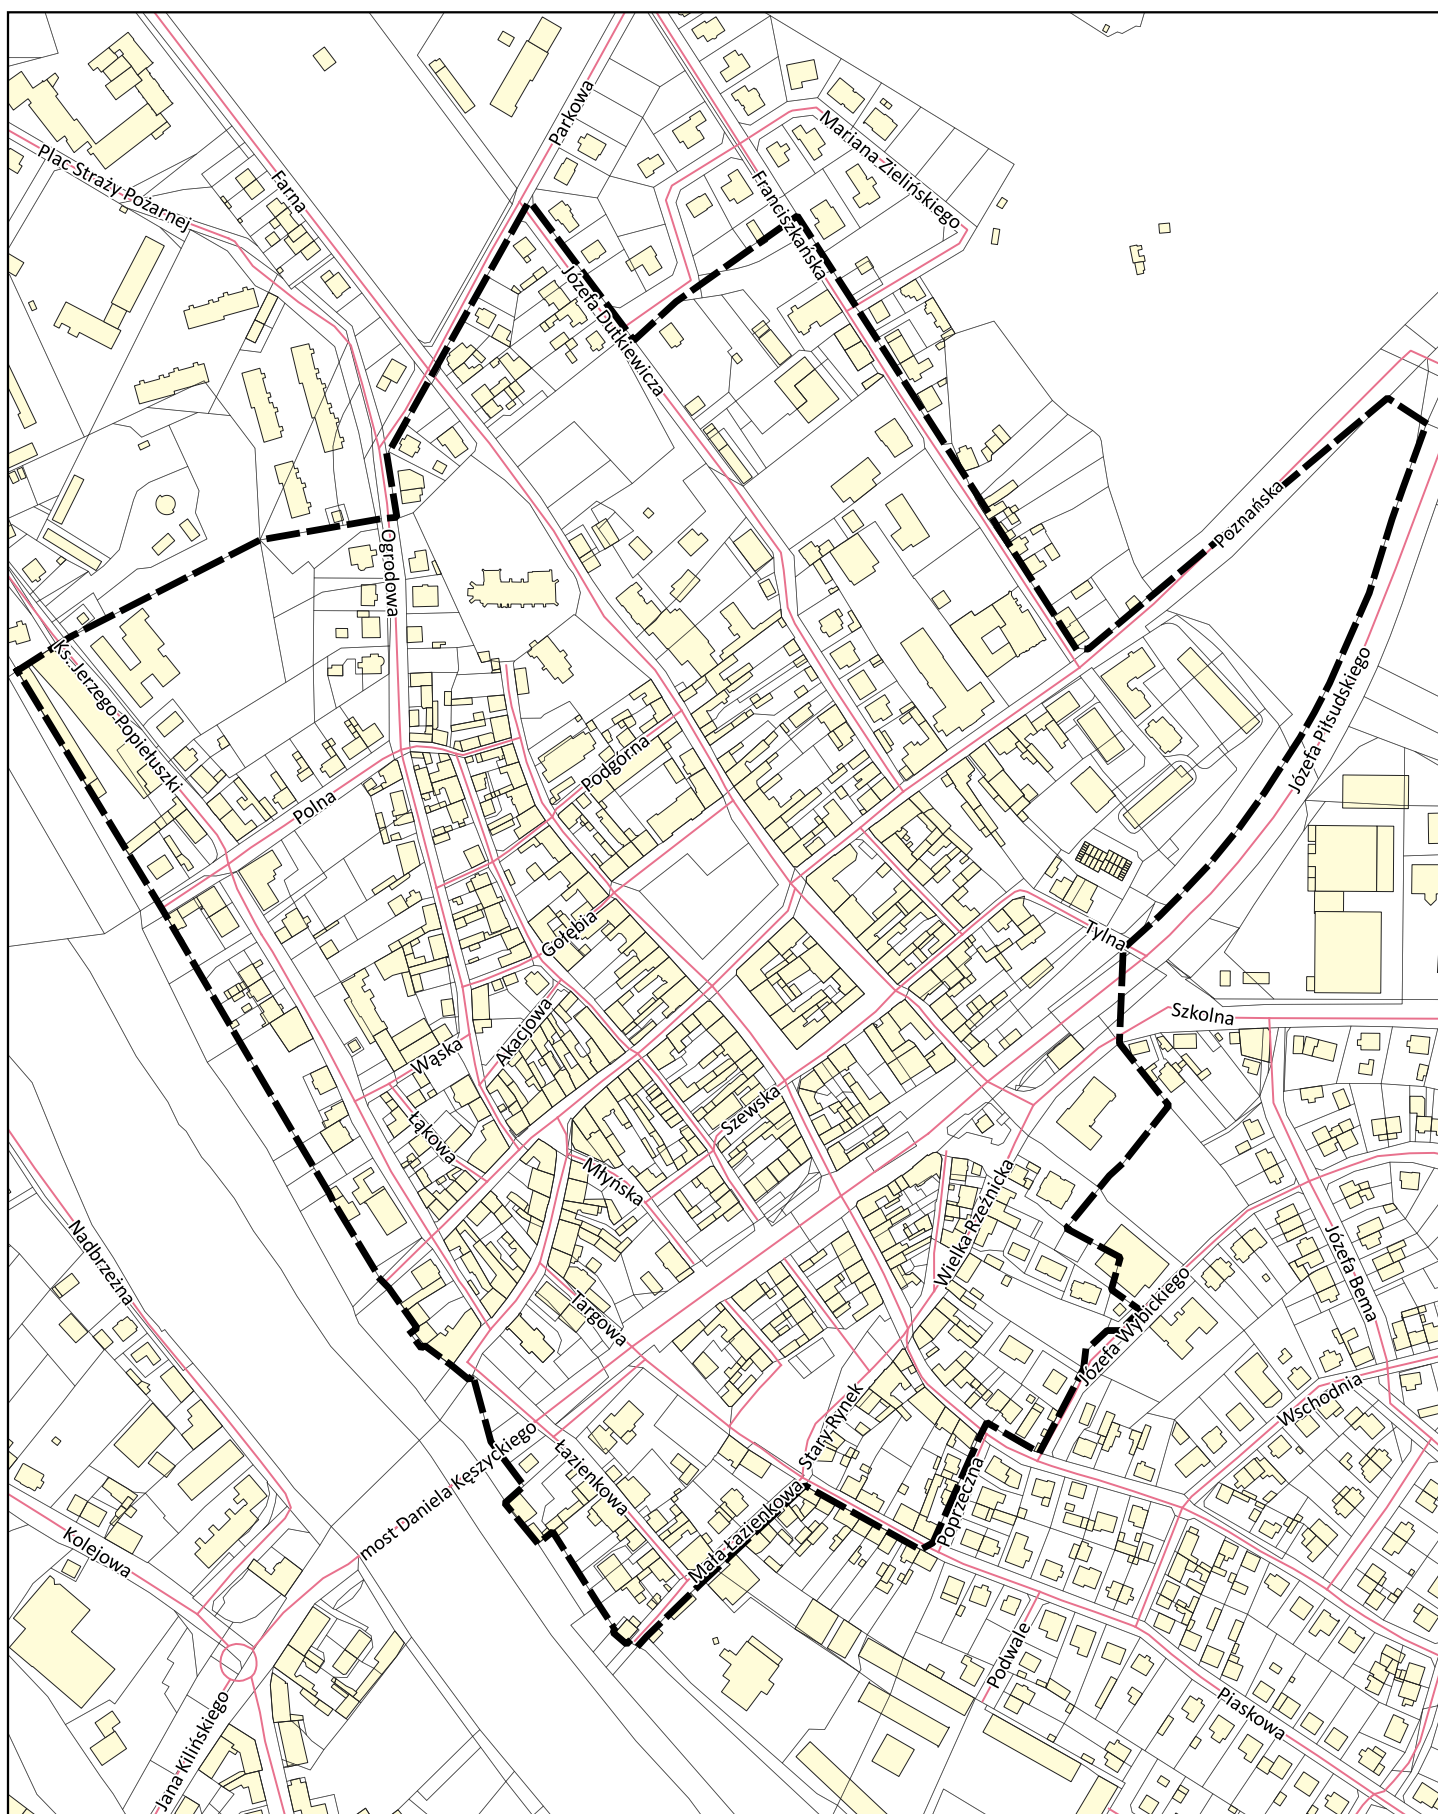 Parkowa
Mariana Zielińskiego
Plac Straży Pożarnej
Farna
Franciszkańska
Józefa Dutkiewicza
Poznańska
Ogrodowa
Ks. Jerzego Popiełuszki
Józefa Piłsudskiego
Podgórna
Polna
Gołębia
Tylna
Szkolna
Akaciowa
Wąska
Szewska
Łąkowa
Młyńska
Wielka Rzeźnicka
Nadbrzeżna
Józefa Bema
Targowa
Józefa Wybickiego
Wschodnia
Stary Rynek
most Daniela Kęszyckiego
Łazienkowa
Poprzeczna
Mała Łazienkowa
Kolejowa
Podwale
Jana Kilińskiego
Piaskowa